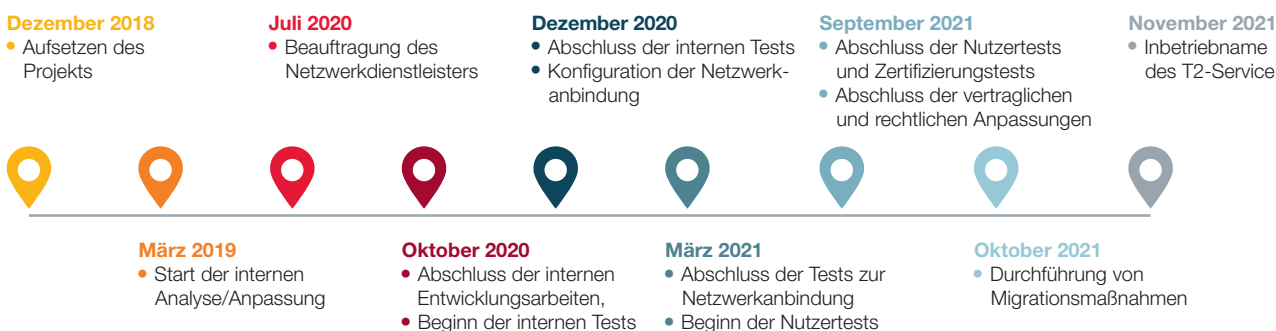 Dezember 2018
• Aufsetzen des
Projekts
Juli 2020
• Beauftragung des
Netzwerkdienstleisters
Dezember 2020
• Abschluss der internen Tests
• Konfiguration der Netzwerk-
anbindung
September 2021
• Abschluss der Nutzertests
und Zertifizierungstests
• Abschluss der vertraglichen
und rechtlichen Anpassungen
November 2021
• Inbetriebname
des T2-Service
März 2019
• Start der internen
Analyse/Anpassung
Oktober 2020
• Abschluss der internen
Entwicklungsarbeiten,
• Beginn der internen Tests
März 2021
• Abschluss der Tests zur
Netzwerkanbindung
• Beginn der Nutzertests
Oktober 2021
• Durchführung von
Migrationsmaßnahmen